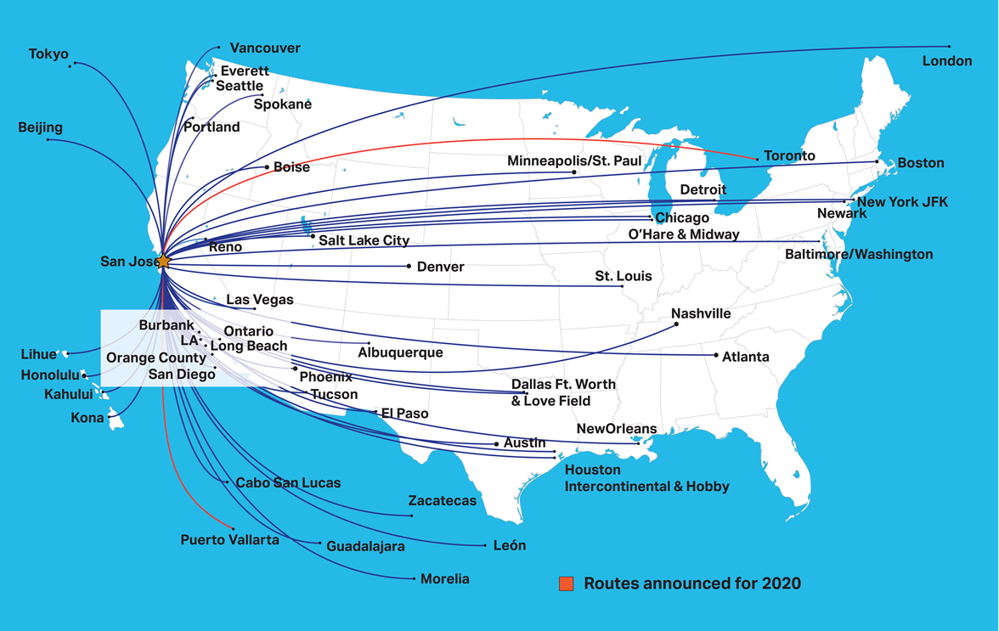 Tokyo
Vancouver
London
Everett
Seattle
Spokane
Portland
Beijing
Boise
Minneapolis/St. Paul
Toronto
Boston
Detroit
New York JFK
Newark
Chicago
O'Hare & Midway
Reno
Salt Lake City
Baltimore/Washington
San Jose
Denver
St. Louis
Las Vegas
Nashville
Burbank
Ontario
LA
Long Beach
Albuquerque
Atlanta
Lihue
Orange County
San Diego
Honolulu
Phoenix
Dallas Ft. Worth
& Love Field
Kahului
Tucson
Kona
El Paso
NewOrleans
Austin
Houston
Intercontinental & Hobby
Cabo San Lucas
Zacatecas
Puerto Vallarta
Guadalajara
León
Morelia
Routes announced for 2020